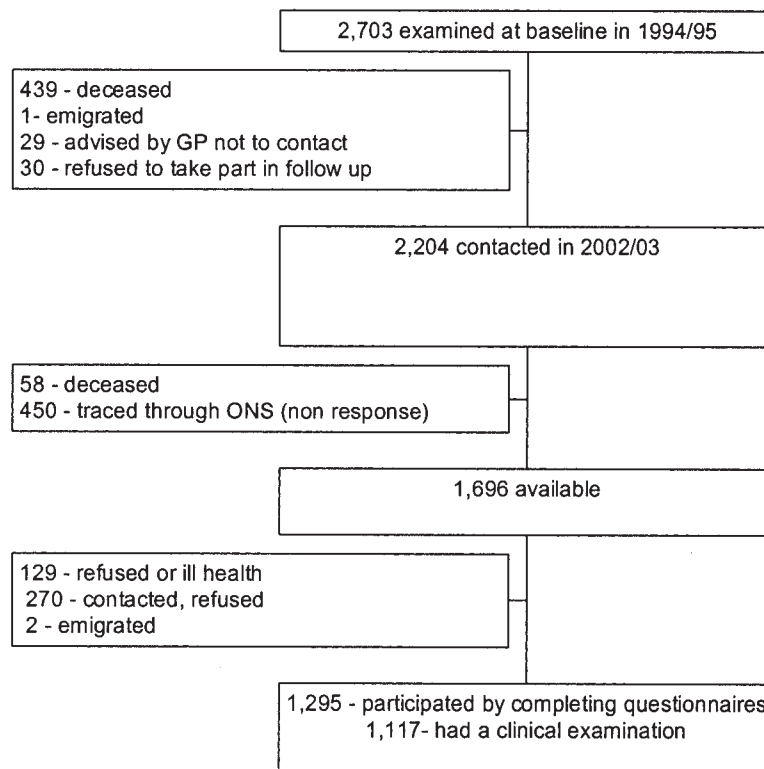 2,703 examined at baseline in 1994/95
439 - deceased
1- emigrated
29 - advised by GP not to contact
30 - refused to take part in follow up
2,204 contacted in 2002/03
58 - deceased
450 - traced through ONS (non response)
1,696 available
129 - refused or ill health
270 - contacted, refused
2 - emigrated
1,295 - participated by completing questionnaires
1,117- had a clinical examination